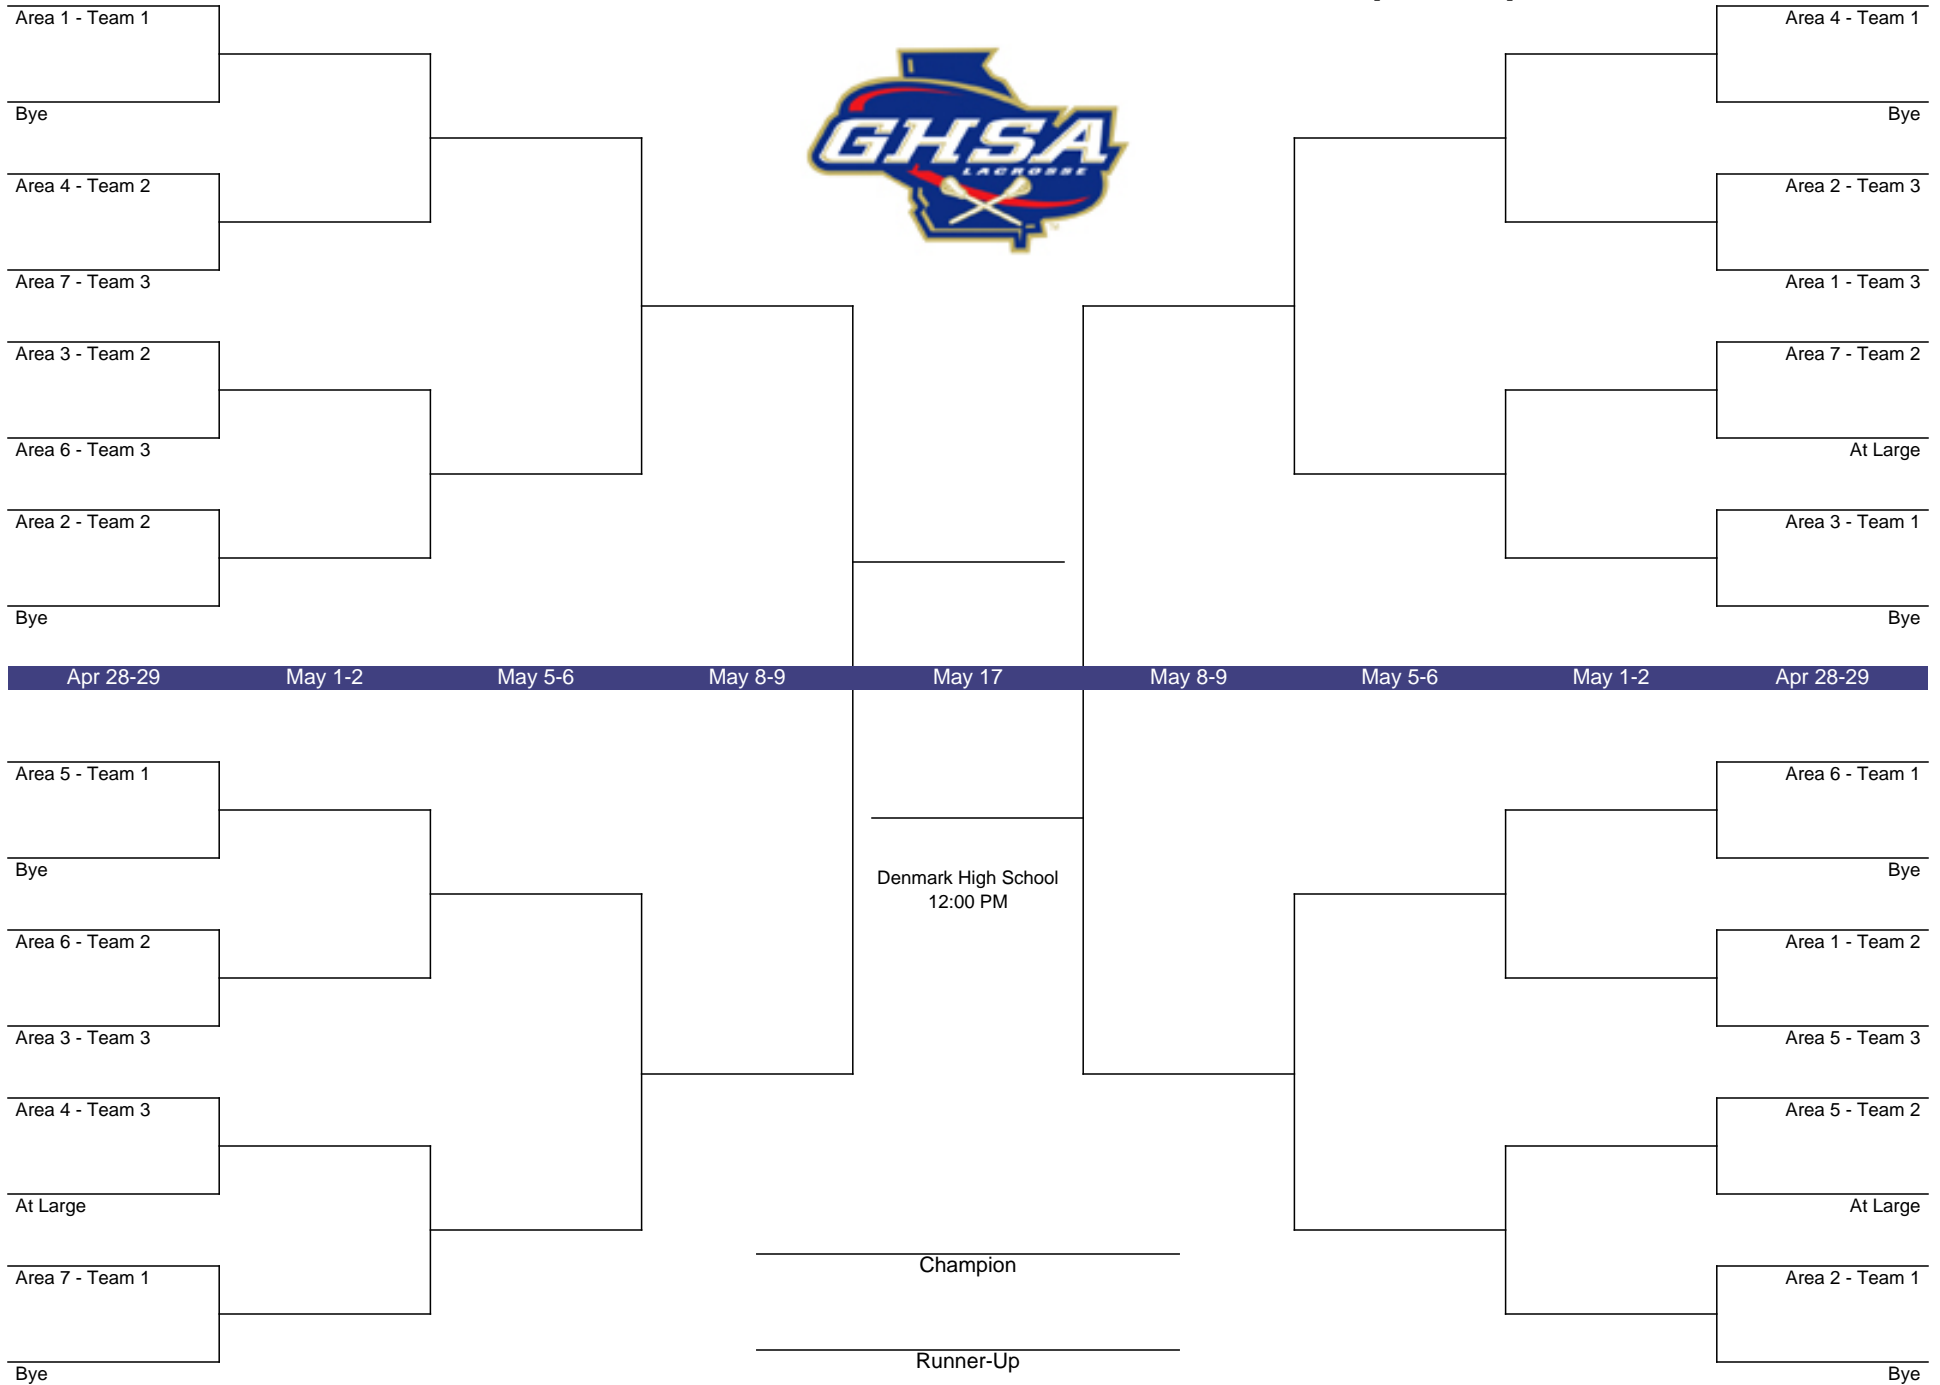 Area 1 - Team 1
Bye
Area 4 - Team 2
Area 7 - Team 3
Area 3 - Team 2
Area 6 - Team 3
Area 2 - Team 2
Bye
GHSA
LACROSSE
TM
Area 4 - Team 1
Bye
Area 2 - Team 3
Area 1 - Team 3
Area 7 - Team 2
At Large
Area 3 - Team 1
Bye
Apr 28-29 May 1-2 May 5-6 May 8-9 May 17 May 8-9 May 5-6 May 1-2 Apr 28-29
Area 5 - Team 1
Bye
Area 6 - Team 2
Area 3 - Team 3
Area 4 - Team 3
At Large
Area 7 - Team 1
Bye
Denmark High School
12:00 PM
Champion
Runner-Up
Area 6 - Team 1
Bye
Area 1 - Team 2
Area 5 - Team 3
Area 5 - Team 2
At Large
Area 2 - Team 1
Bye